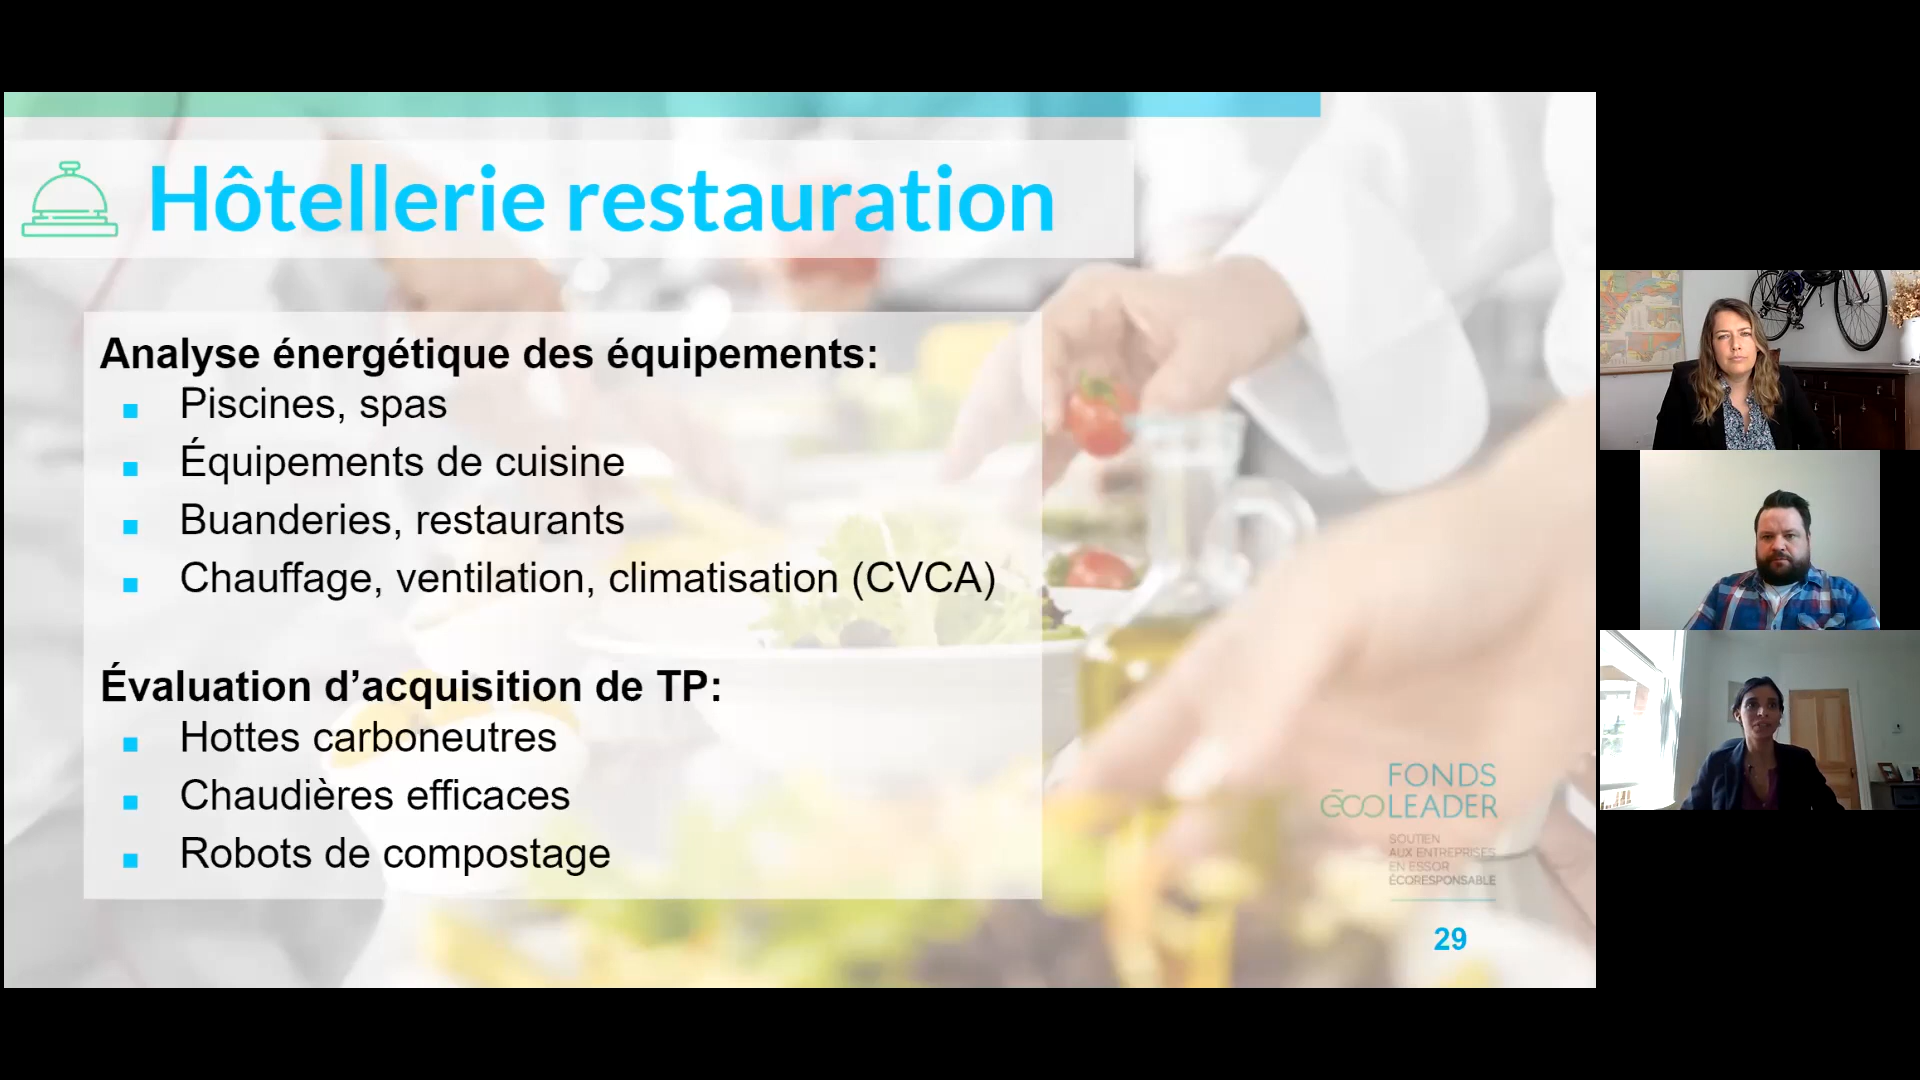 Hôtellerie restauration
Analyse énergétique des équipements:
Piscines, spas
Équipements de cuisine
Buanderies, restaurants
Chauffage, ventilation, climatisation (CVCA)
Évaluation d’acquisition de TP:
Hottes carboneutres
Chaudières efficaces
Robots de compostage
FONDS
ēcoLEADER
SOUTIEN
AUX ENTREPRISES
EN ESSOR
ÉCORESPONSABLE
29